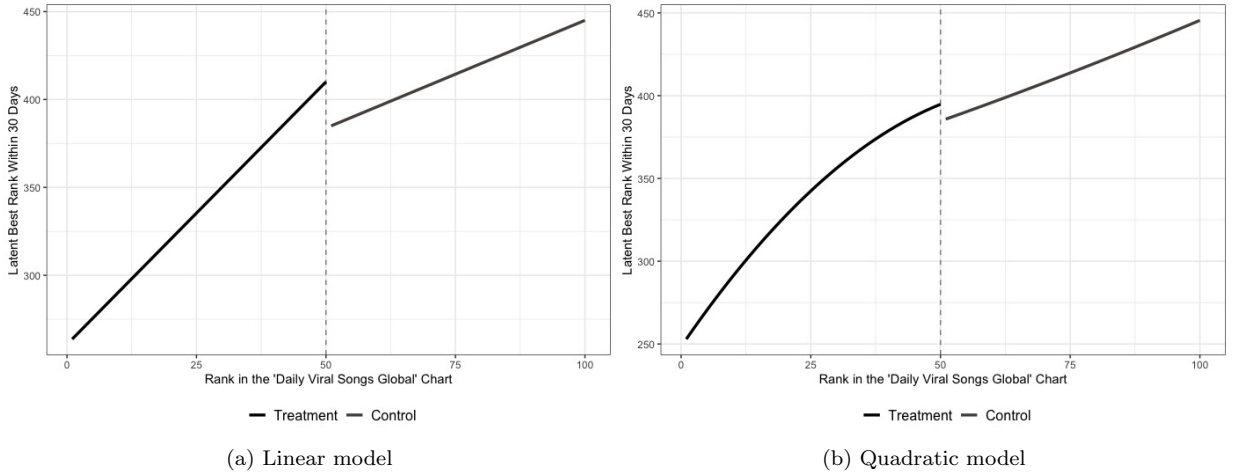 Latent Best Rank Within 30 Days
450
400
350
300
0
25
50
75
100
Rank in the 'Daily Viral Songs Global' Chart
Treatment Control
(a) Linear model
Latent Best Rank Within 30 Days
450
400
350
300
250
0
25
50
75
100
Rank in the 'Daily Viral Songs Global' Chart
Treatment Control
(b) Quadratic model